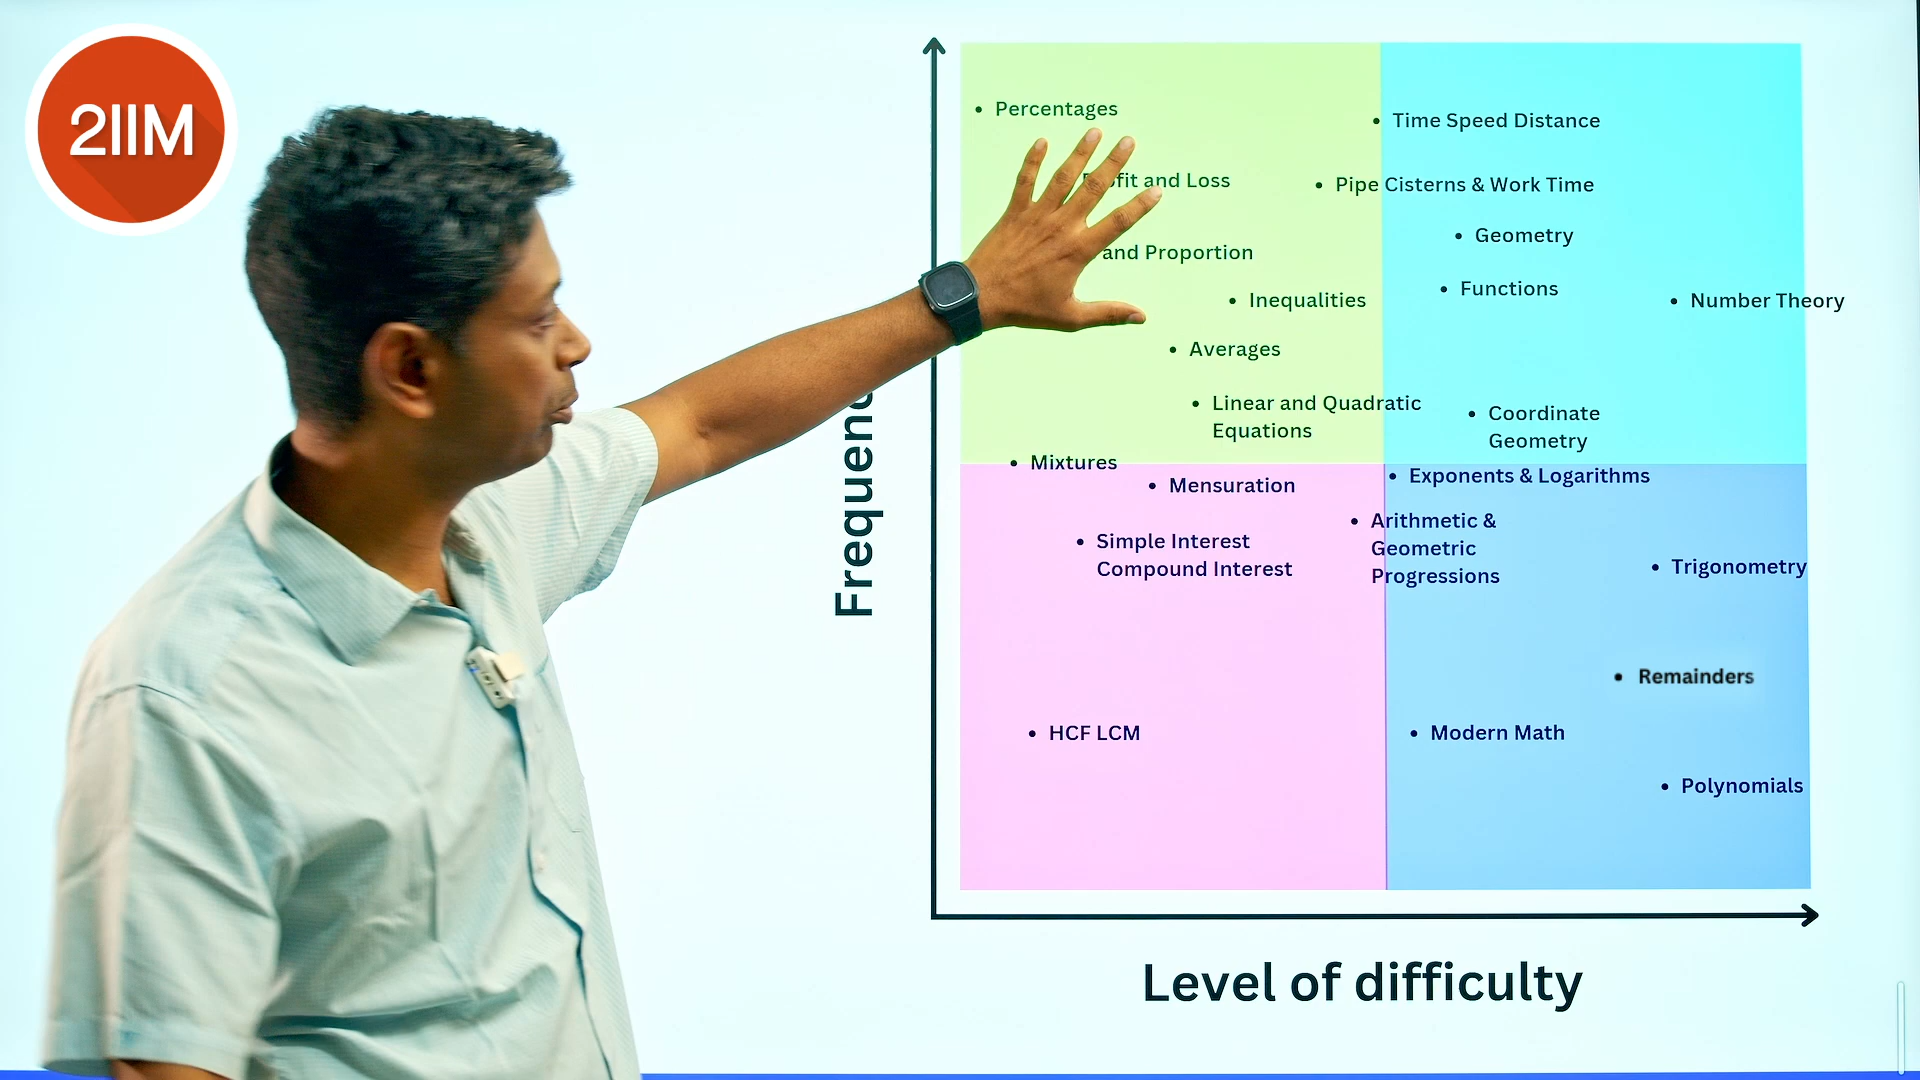 2IIM
• Percentages
• Time Speed Distance
and Loss
• Pipe Cisterns & Work Time
• Geometry
and Proportion
• Functions
• Inequalities
• Number Theory
• Averages
• Linear and Quadratic
Equations
• Coordinate
Geometry
• Mixtures
• Mensuration
• Exponents & Logarithms
• Arithmetic &
Geometric
Progressions
• Simple Interest
Compound Interest
• Trigonometry
• Remainders
• HCF LCM
• Modern Math
• Polynomials
Level of difficulty